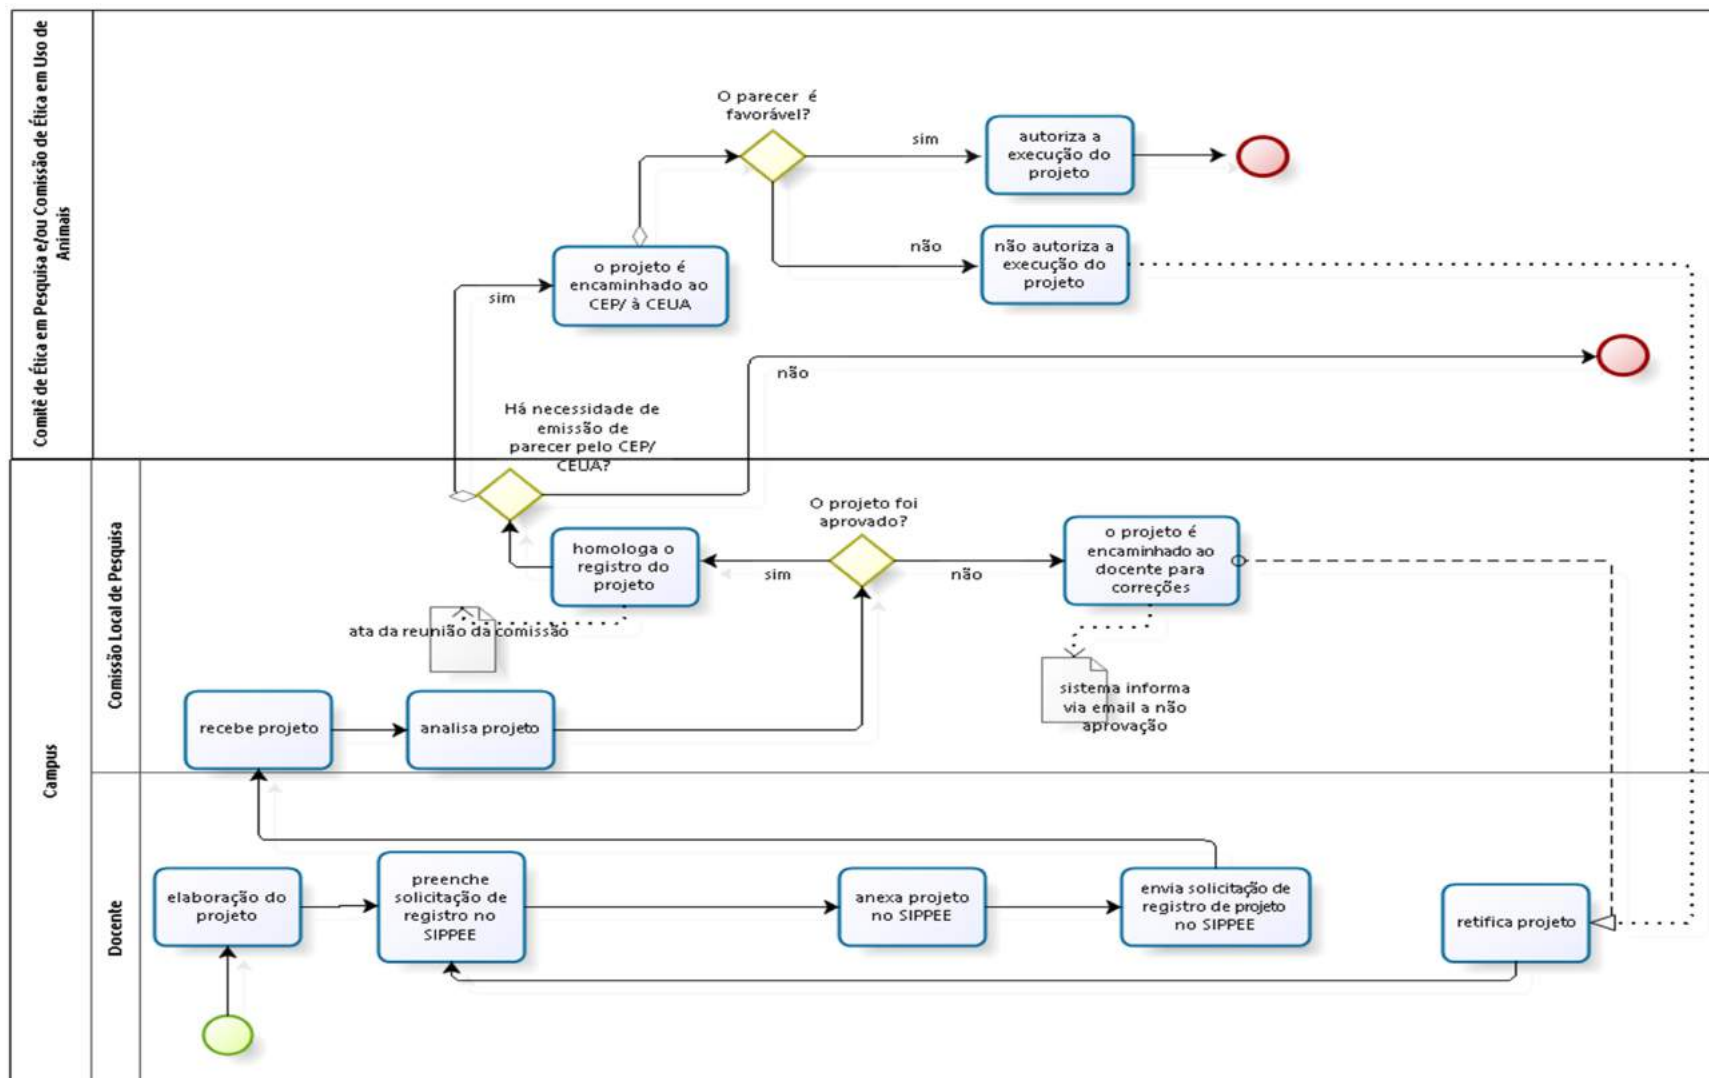 Comitê de Ética em Pesquisa e/ou Comissão de Ética em Uso de
Animais
O parecer é
favorável?
sim
autoriza a
execução do
projeto
não
não autoriza a
execução do
projeto
sim
o projeto é
encaminhado ao
CEP/ à CEUA
não
Há necessidade de
emissão de
parecer pelo CEP/
CEUA?
Campus
Comissão Local de Pesquisa
O projeto foi
aprovado?
homologa o
registro do
projeto
sim
não
o projeto é
encaminhado ao
docente para
correções
ata da reunião da comissão
sistema informa
via email a não
aprovação
recebe projeto
analisa projeto
Docente
elaboração do
projeto
preenche
solicitação de
registro no
SIPPEE
anexa projeto
no SIPPEE
envia solicitação de
registro de projeto
no SIPPEE
retifica projeto